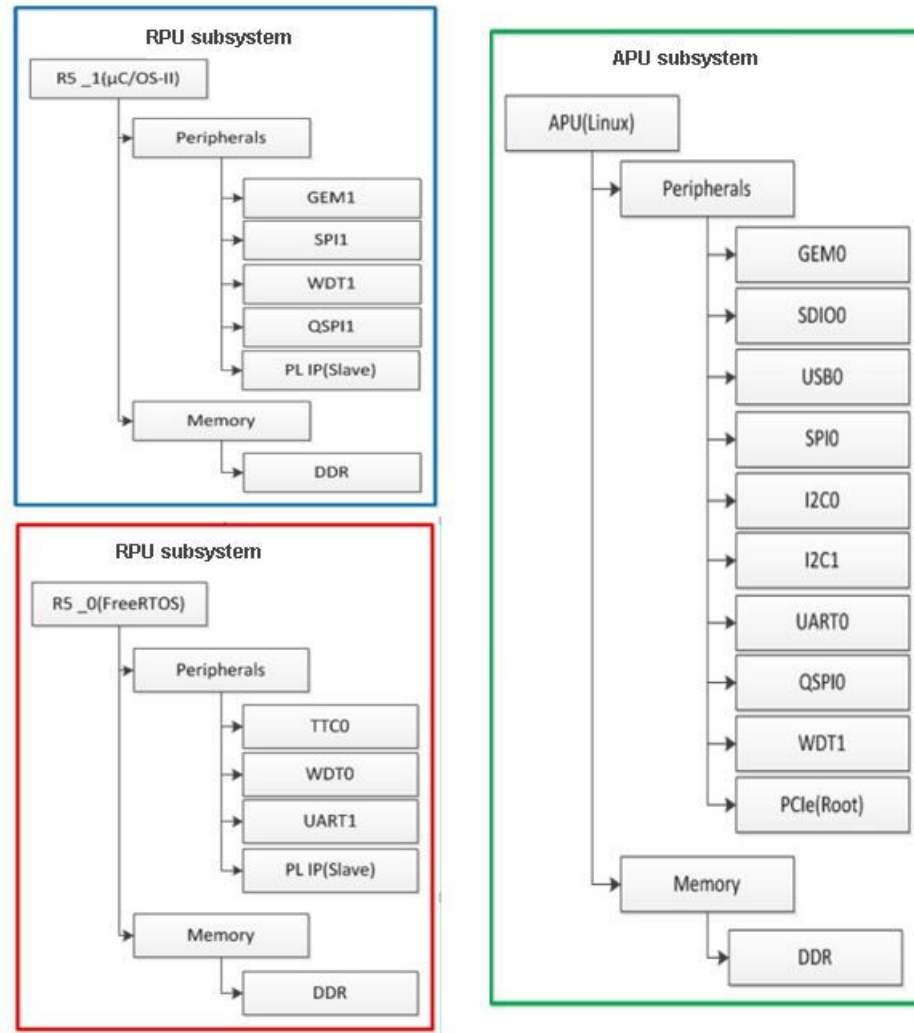 RPU subsystem
R5 _1(μC/OS-II)
Peripherals
GEM1
SPI1
WDT1
QSPI1
PL IP(Slave)
Memory
DDR
RPU subsystem
R5 _0(FreeRTOS)
Peripherals
TTC0
WDT0
UART1
PL IP(Slave)
Memory
DDR
APU subsystem
APU(Linux)
Peripherals
GEM0
SDIO0
USB0
SPI0
I2C0
I2C1
UART0
QSPI0
WDT1
PCIe(Root)
Memory
DDR